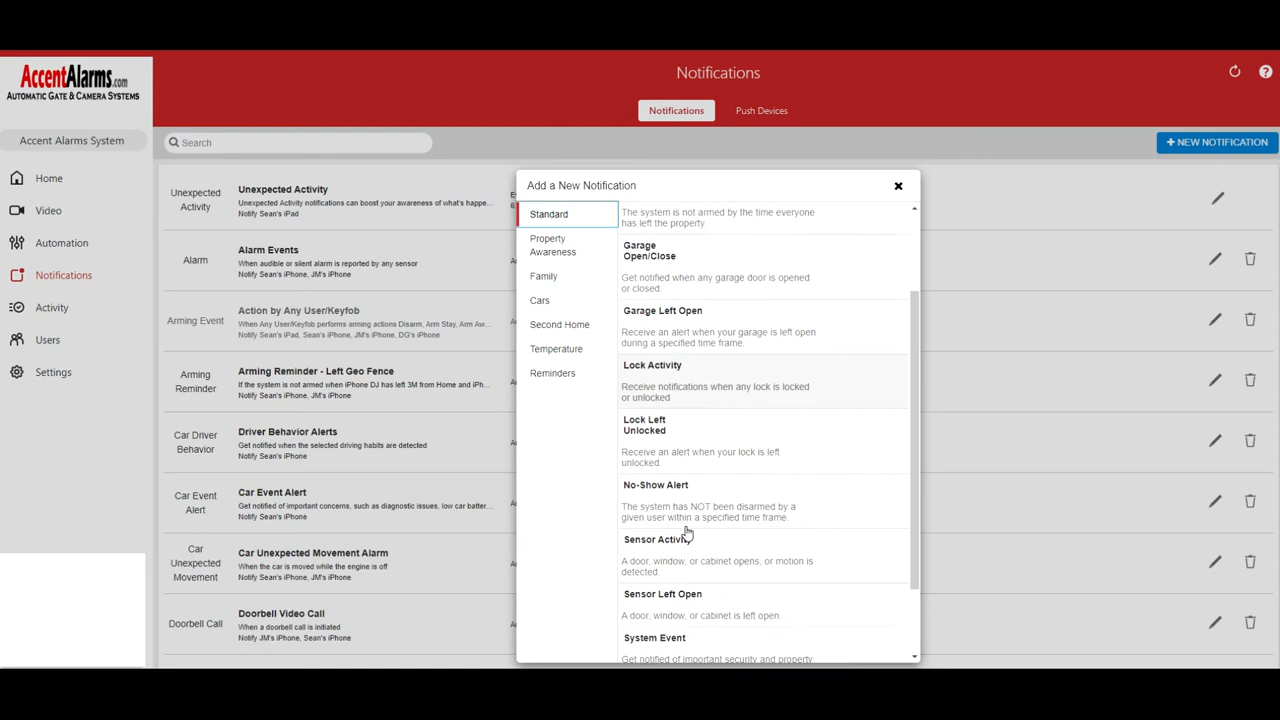 AccentAlarms.com
AUTOMATIC GATE & CAMERA SYSTEMS
Accent Alarms System
Home
Video
Automation
Notifications
Activity
Users
Settings
Notifications
?
Notifications
Push Devices
Search
+ NEW NOTIFICATION
Unexpected
Activity
Unexpected Activity
Unexpected Activity notifications can boost your awareness of what's happe...
Notify Sean's iPad
Alarm
Alarm Events
When audible or silent alarm is reported by any sensor
Notify Sean's iPhone, JM's iPhone
Arming Event
Action by Any User/Keyfob
When Any User/Keyfob performs arming actions Disarm, Arm Stay, Arm Aw...
Notify Sean's iPad, Sean's iPhone, JM's iPhone, DG's iPhone
Arming
Reminder
Arming Reminder - Left Geo Fence
If the system is not armed when iPhone DJ has left 3M from Home and iPh...
Notify Sean's iPhone, JM's iPhone
Car Driver
Behavior
Driver Behavior Alerts
Get notified when the selected driving habits are detected
Notify Sean's iPhone
Car Event
Alert
Car Event Alert
Get notified of important concerns, such as diagnostic issues, low car batter...
Notify Sean's iPhone
Car
Unexpected
Movement
Car Unexpected Movement Alarm
When the car is moved while the engine is off
Notify Sean's iPhone, JM's iPhone
Doorbell Call
Doorbell Video Call
When a doorbell call is initiated
Notify JM's iPhone, Sean's iPhone
Add a New Notification
Standard
Property
Awareness
Family
Cars
Second Home
Temperature
Reminders
The system is not armed by the time everyone
has left the property.
Garage
Open/Close
Get notified when any garage door is opened
or closed.
Garage Left Open
Receive an alert when your garage is left open
during a specified time frame.
Lock Activity
Receive notifications when any lock is locked
or unlocked
Lock Left
Unlocked
Receive an alert when your lock is left
unlocked.
No-Show Alert
The system has NOT been disarmed by a
given user within a specified time frame.
Sensor Activity
A door, window, or cabinet opens, or motion is
detected.
Sensor Left Open
A door, window, or cabinet is left open.
System Event
Get notified of important security and property